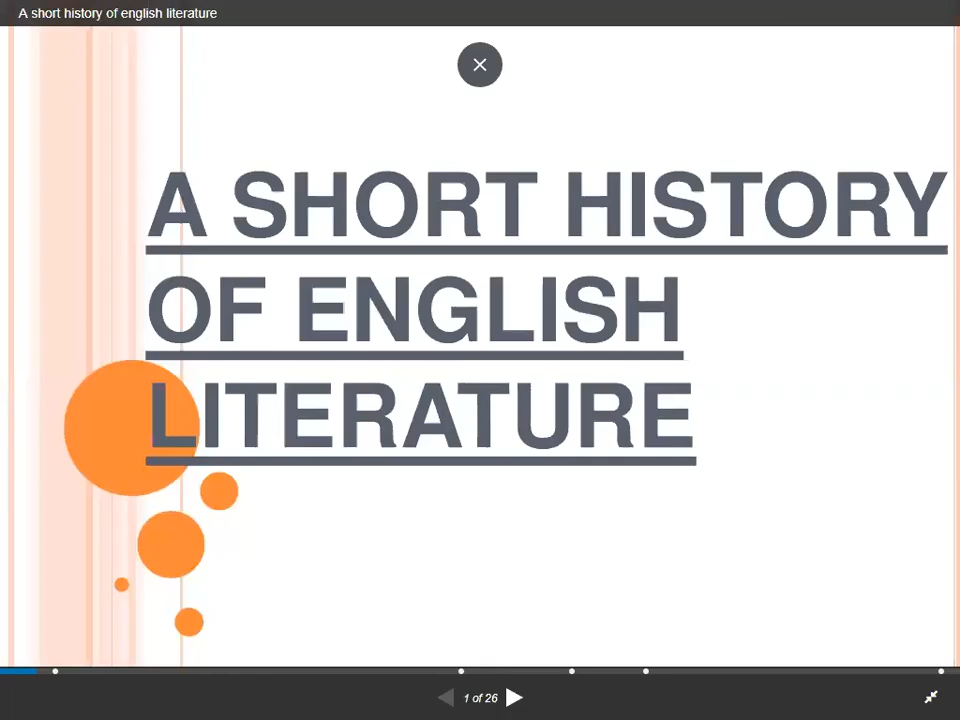 A short history of english literature
A SHORT HISTORY
OF ENGLISH
LITERATURE
1 of 26